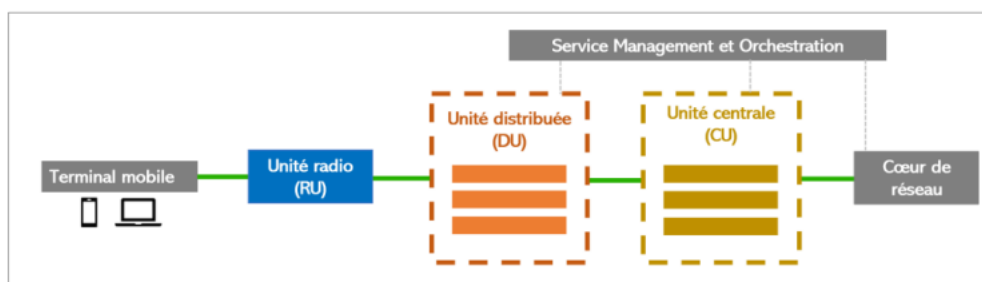 Service Management et Orchestration
Unité distribuée
(DU)
Unité centrale
(CU)
Terminal mobile
Unité radio
(RU)
Cœur de
réseau